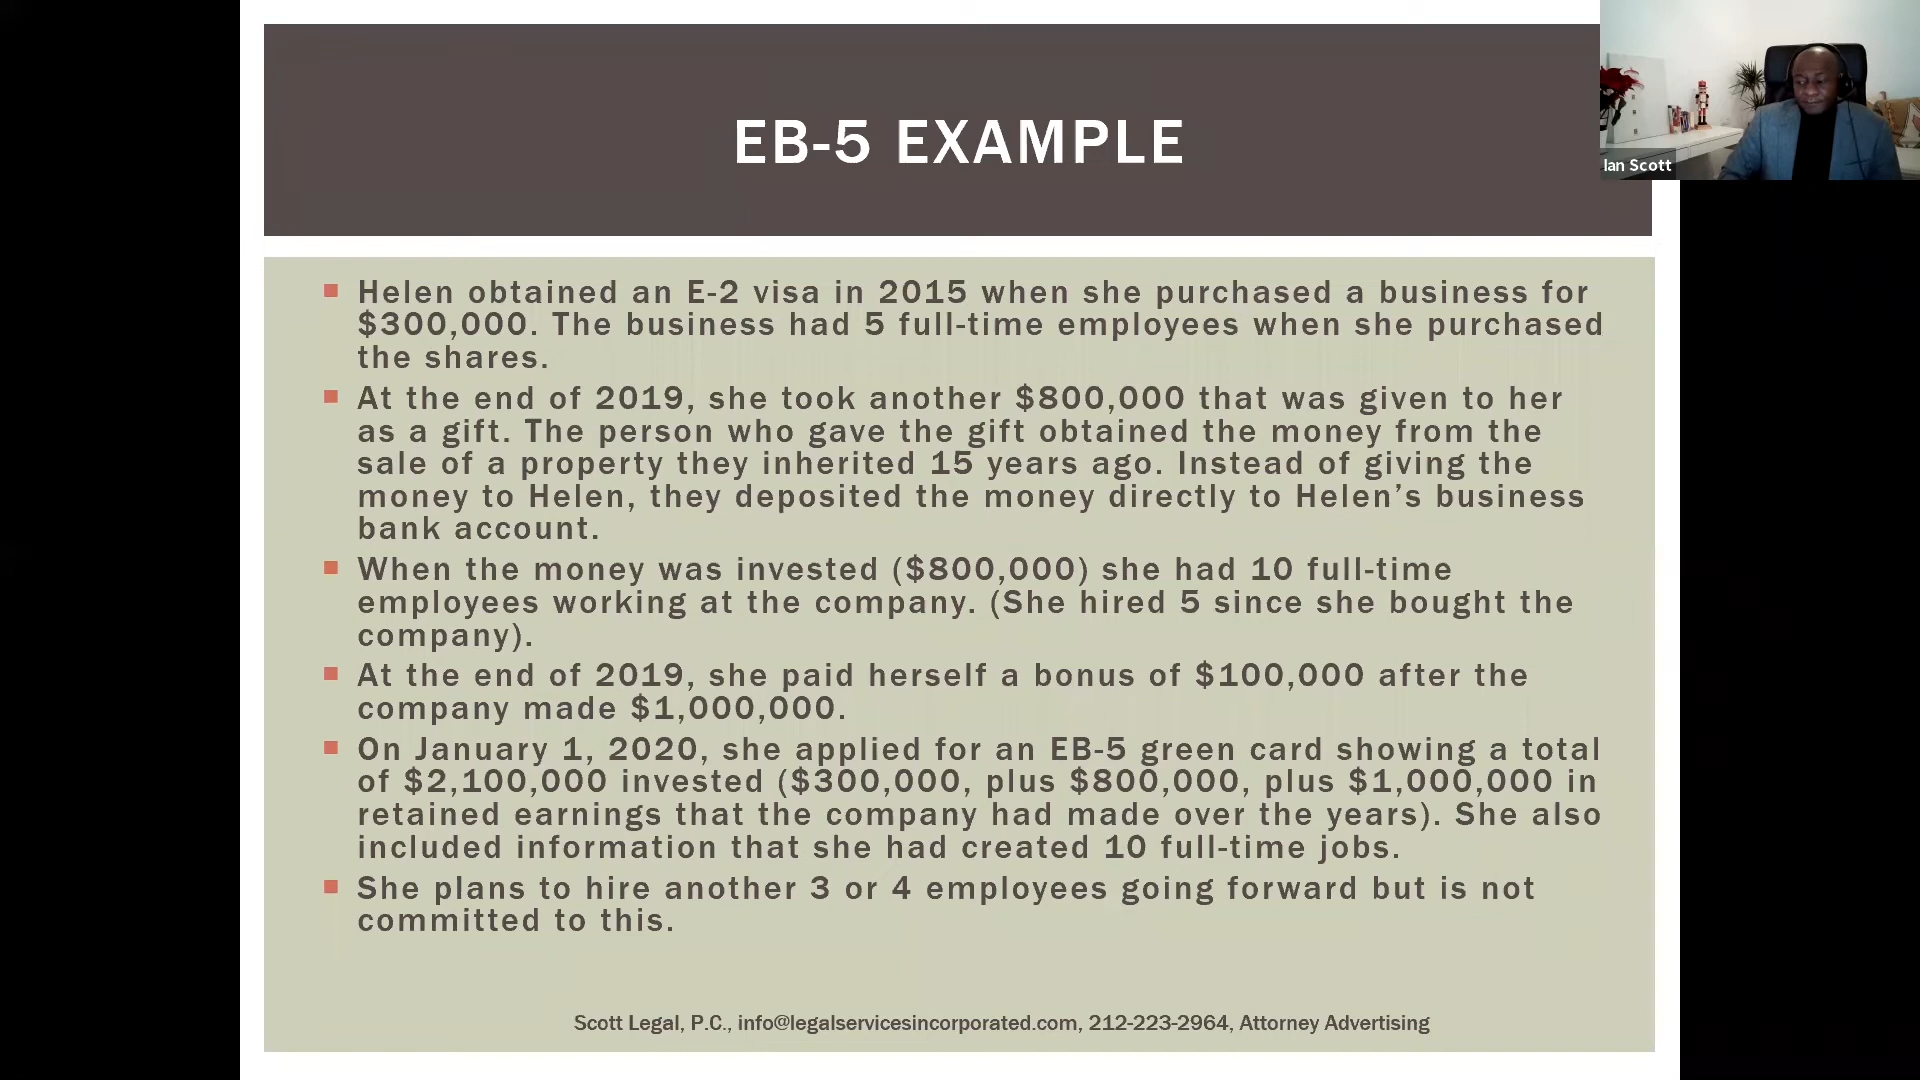 EB-5 EXAMPLE
Ian Scott
Helen obtained an E-2 visa in 2015 when she purchased a business for
$300,000. The business had 5 full-time employees when she purchased
the shares.
At the end of 2019, she took another $800,000 that was given to her
as a gift. The person who gave the gift obtained the money from the
sale of a property they inherited 15 years ago. Instead of giving the
money to Helen, they deposited the money directly to Helen’s business
bank account.
When the money was invested ($800,000) she had 10 full-time
employees working at the company. (She hired 5 since she bought the
company).
At the end of 2019, she paid herself a bonus of $100,000 after the
company made $1,000,000.
On January 1, 2020, she applied for an EB-5 green card showing a total
of $2,100,000 invested ($300,000, plus $800,000, plus $1,000,000 in
retained earnings that the company had made over the years). She also
included information that she had created 10 full-time jobs.
She plans to hire another 3 or 4 employees going forward but is not
committed to this.
Scott Legal, P.C., info@legalservicesincorporated.com, 212-223-2964, Attorney Advertising